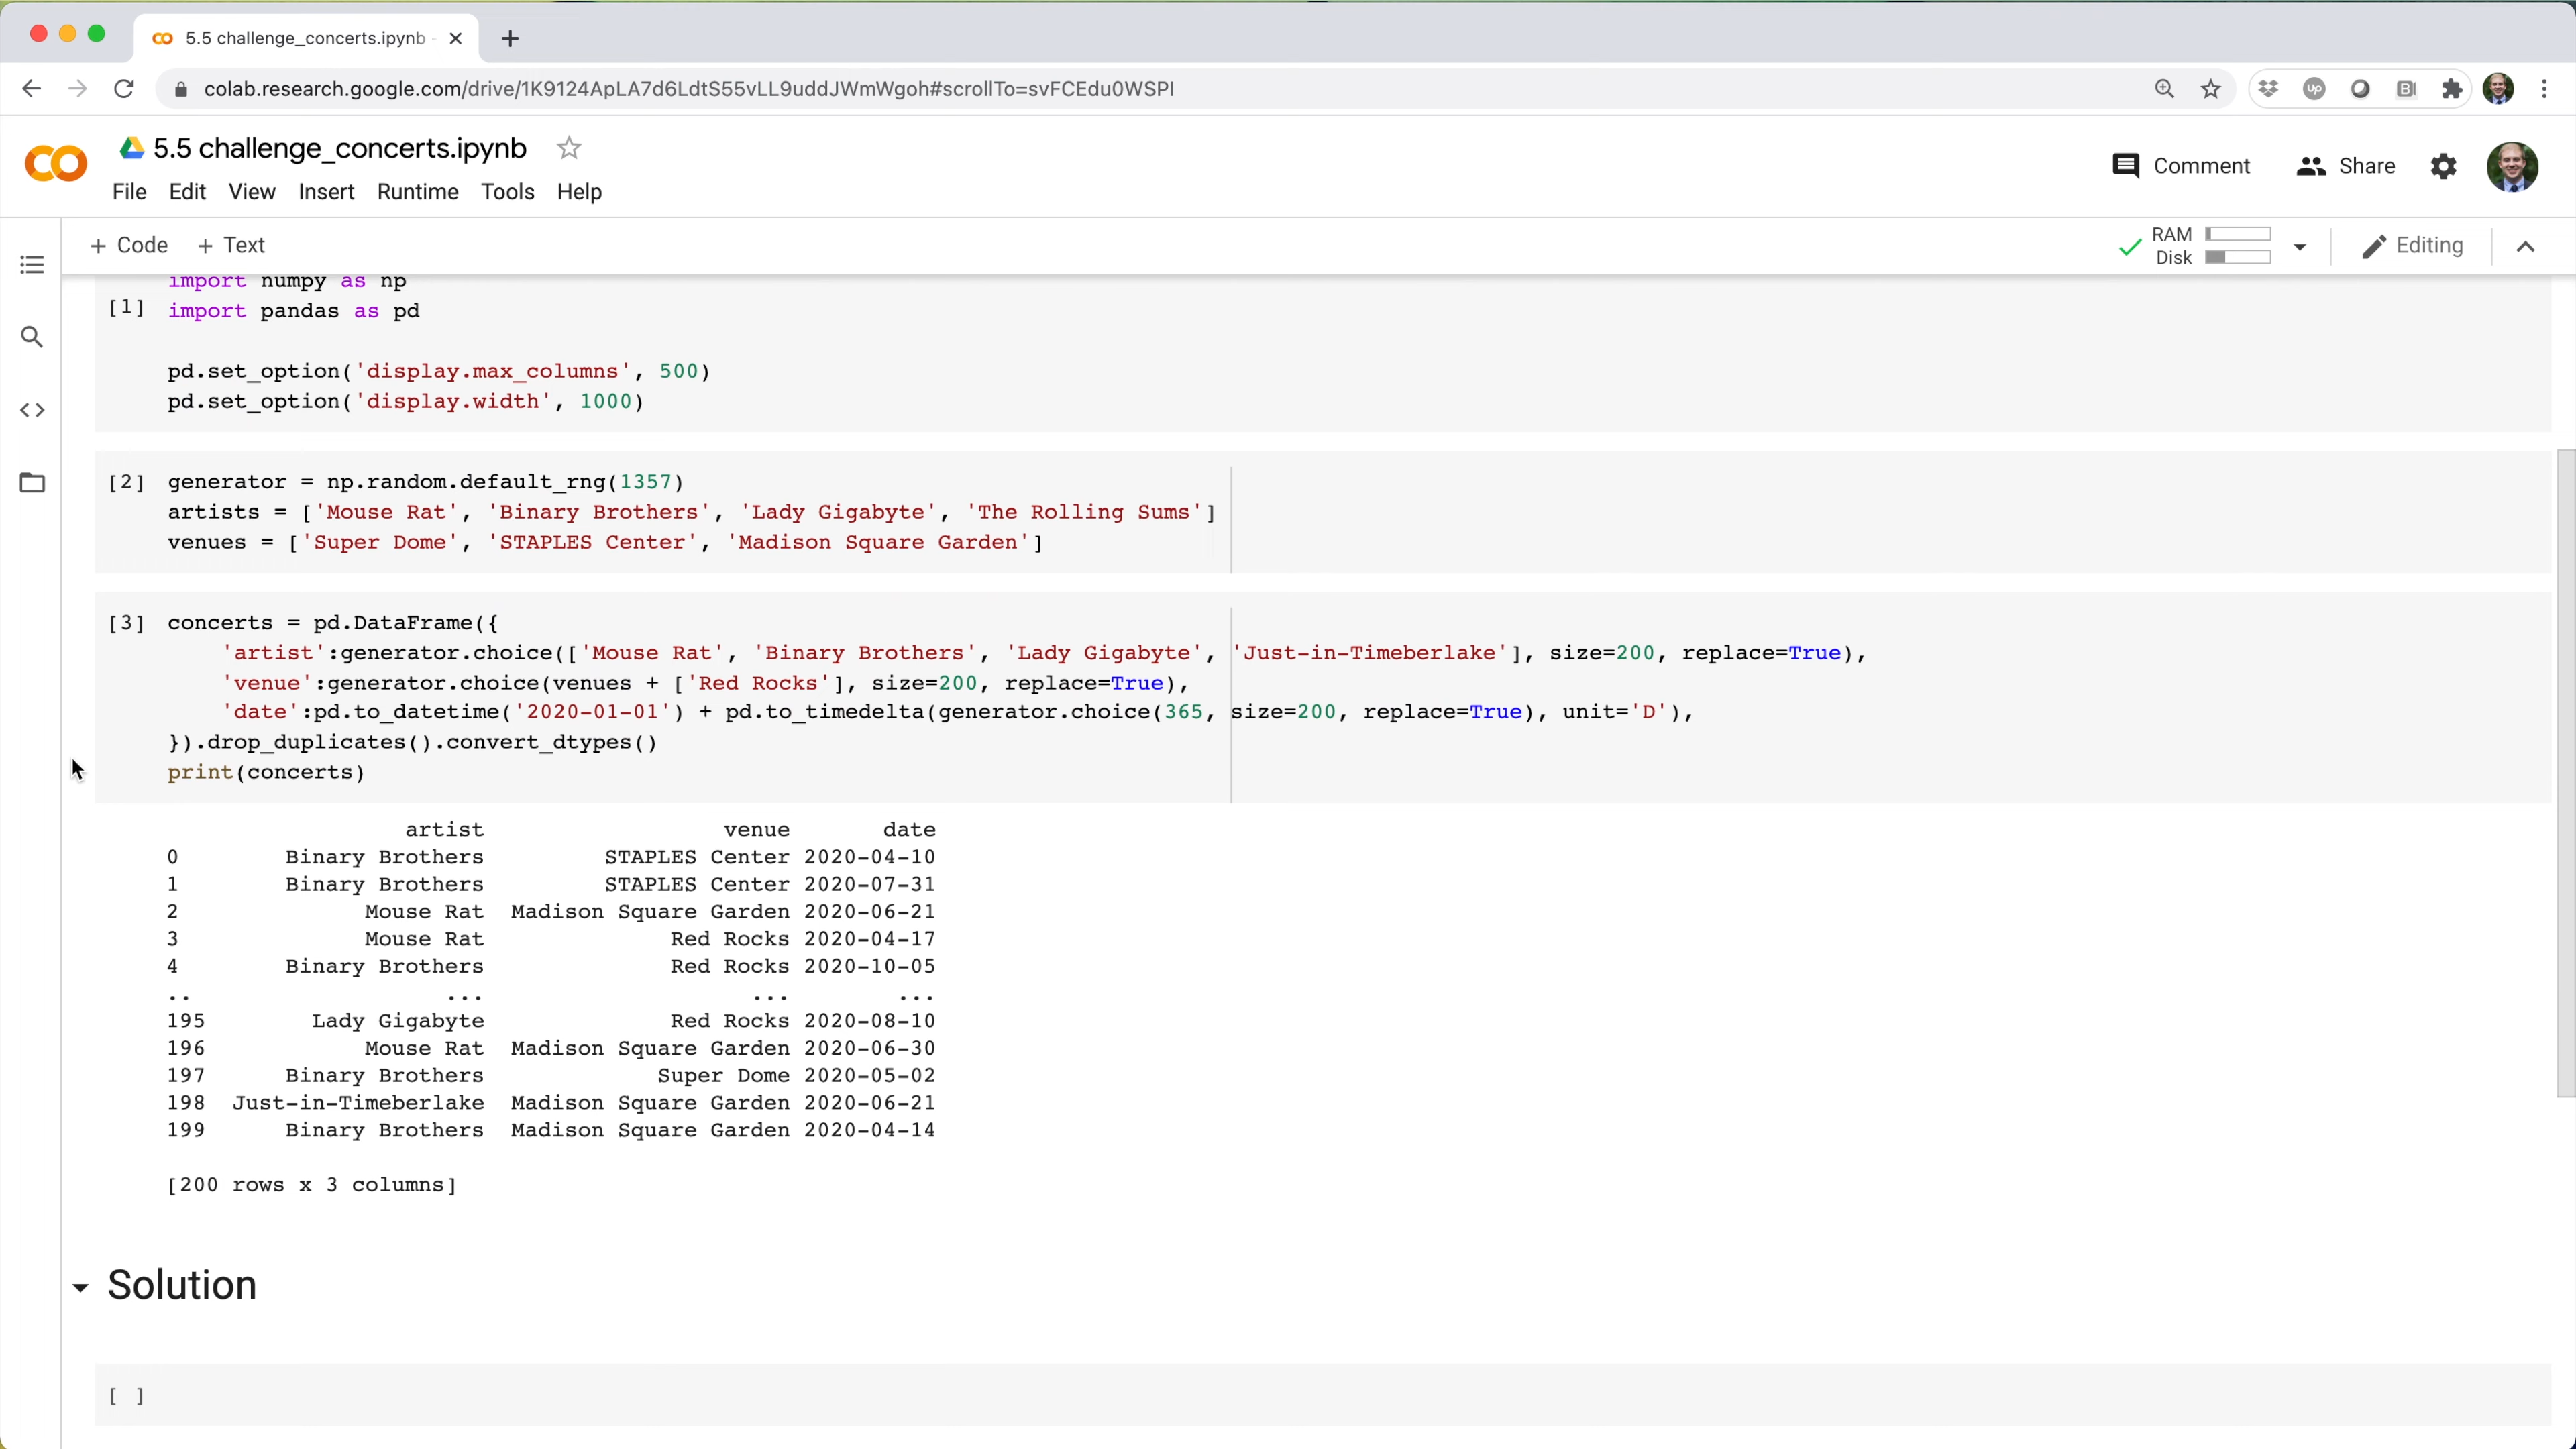 5.5 challenge_concerts.ipynb -
colab.research.google.com/drive/1K9124ApLA7d6LdtS55vLL9uddJWmWgoh#scrollTo=svFCEdu0WSPI
5.5 challenge_concerts.ipynb
File Edit View Insert Runtime Tools Help
Comment Share
+ Code + Text
RAM
Disk
Editing
import numpy as np
[1] import pandas as pd
pd.set_option('display.max_columns', 500)
pd.set_option('display.width', 1000)
[2] generator = np.random.default_rng(1357)
artists = ['Mouse Rat', 'Binary Brothers', 'Lady Gigabyte', 'The Rolling Sums']
venues = ['Super Dome', 'STAPLES Center', 'Madison Square Garden']
[3] concerts = pd.DataFrame({
'artist':generator.choice(['Mouse Rat', 'Binary Brothers', 'Lady Gigabyte', 'Just-in-Timeberlake'], size=200, replace=True),
'venue':generator.choice(venues + ['Red Rocks'], size=200, replace=True),
'date':pd.to_datetime('2020-01-01') + pd.to_timedelta(generator.choice(365, size=200, replace=True), unit='D'),
}).drop_duplicates().convert_dtypes()
print(concerts)
artist venue date
0 Binary Brothers STAPLES Center 2020-04-10
1 Binary Brothers STAPLES Center 2020-07-31
2 Mouse Rat Madison Square Garden 2020-06-21
3 Mouse Rat Red Rocks 2020-04-17
4 Binary Brothers Red Rocks 2020-10-05
.. ... ... ...
195 Lady Gigabyte Red Rocks 2020-08-10
196 Mouse Rat Madison Square Garden 2020-06-30
197 Binary Brothers Super Dome 2020-05-02
198 Just-in-Timeberlake Madison Square Garden 2020-06-21
199 Binary Brothers Madison Square Garden 2020-04-14
[200 rows x 3 columns]
Solution
[ ]